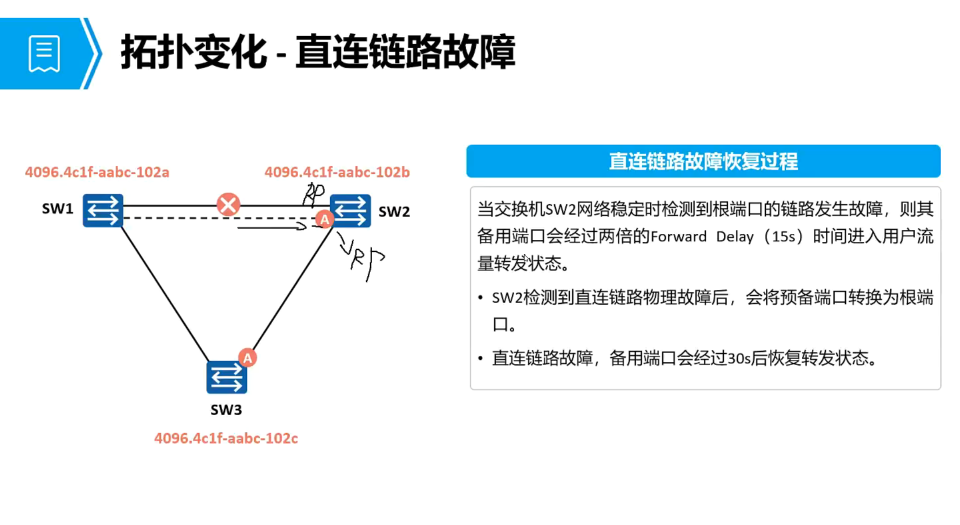 拓扑变化 - 直连链路故障
4096.4c1f-aabc-102a
4096.4c1f-aabc-102b
RP
SW1
SW2
A
RP
A
SW3
4096.4c1f-aabc-102c
直连链路故障恢复过程
当交换机SW2网络稳定时检测到根端口的链路发生故障，则其
备用端口会经过两倍的Forward Delay（15s）时间进入用户流
量转发状态。
• SW2检测到直连链路物理故障后，会将预备端口转换为根端
口。
• 直连链路故障，备用端口会经过30s后恢复转发状态。